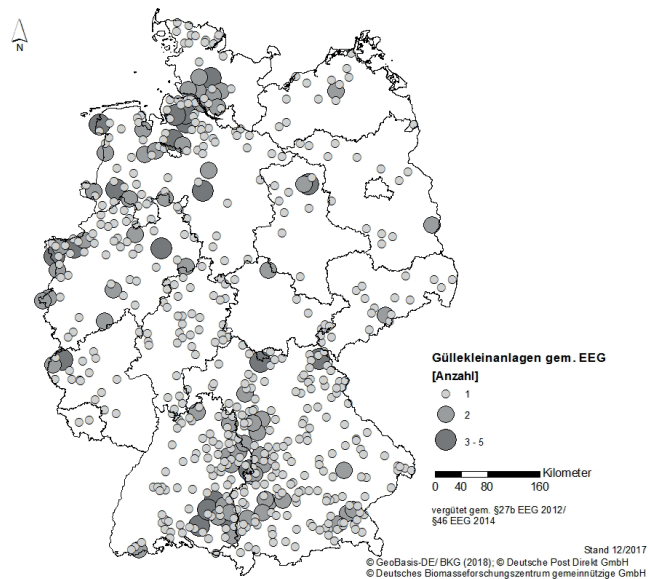 N
Güllekleinanlagen gem. EEG
[Anzahl]
1
2
3 - 5
Kilometer
0 40 80 160
vergütet gem. §27b EEG 2012/
§46 EEG 2014
Stand 12/2017
© GeoBasis-DE/ BKG (2018); © Deutsche Post Direkt GmbH
© Deutsches Biomasseforschungszentrum gemeinnützige GmbH